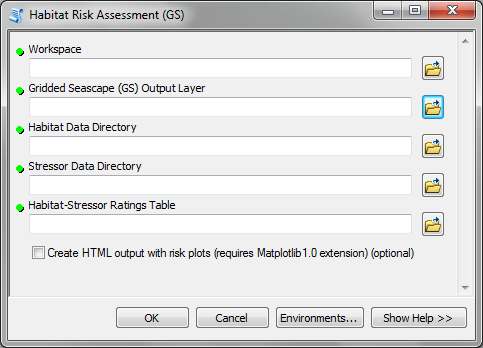 Habitat Risk Assessment (GS)
Workspace
Gridded Seascape (GS) Output Layer
Habitat Data Directory
Stressor Data Directory
Habitat-Stressor Ratings Table
Create HTML output with risk plots (requires Matplotlib1.0 extension) (optional)
OK Cancel Environments... Show Help >>